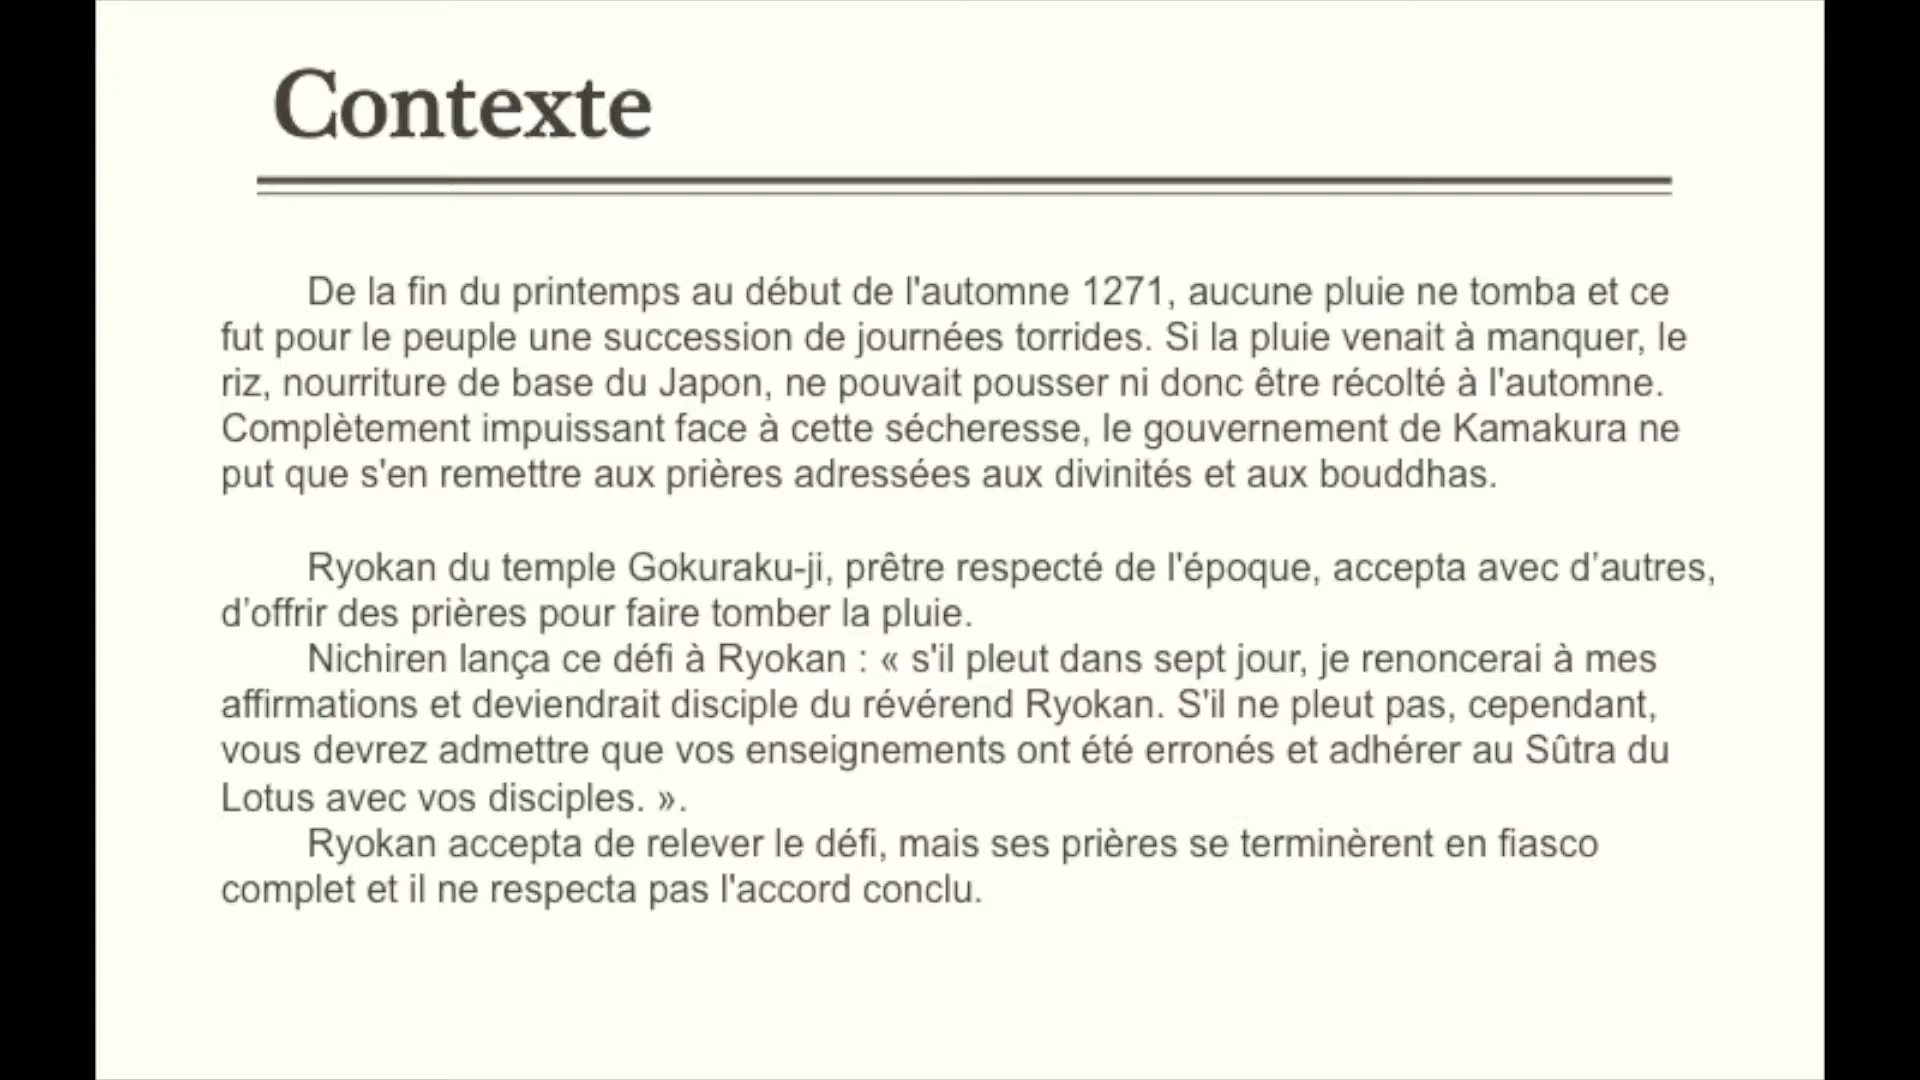 Contexte
De la fin du printemps au début de l'automne 1271, aucune pluie ne tomba et ce
fut pour le peuple une succession de journées torrides. Si la pluie venait à manquer, le
riz, nourriture de base du Japon, ne pouvait pousser ni donc être récolté à l'automne.
Complètement impuissant face à cette sécheresse, le gouvernement de Kamakura ne
put que s'en remettre aux prières adressées aux divinités et aux bouddhas.
Ryokan du temple Gokuraku-ji, prêtre respecté de l'époque, accepta avec d’autres,
d’offrir des prières pour faire tomber la pluie.
Nichiren lança ce défi à Ryokan : « s'il pleut dans sept jour, je renoncerai à mes
affirmations et deviendrait disciple du révérend Ryokan. S'il ne pleut pas, cependant,
vous devrez admettre que vos enseignements ont été erronés et adhérer au Sûtra du
Lotus avec vos disciples. ».
Ryokan accepta de relever le défi, mais ses prières se terminèrent en fiasco
complet et il ne respecta pas l'accord conclu.